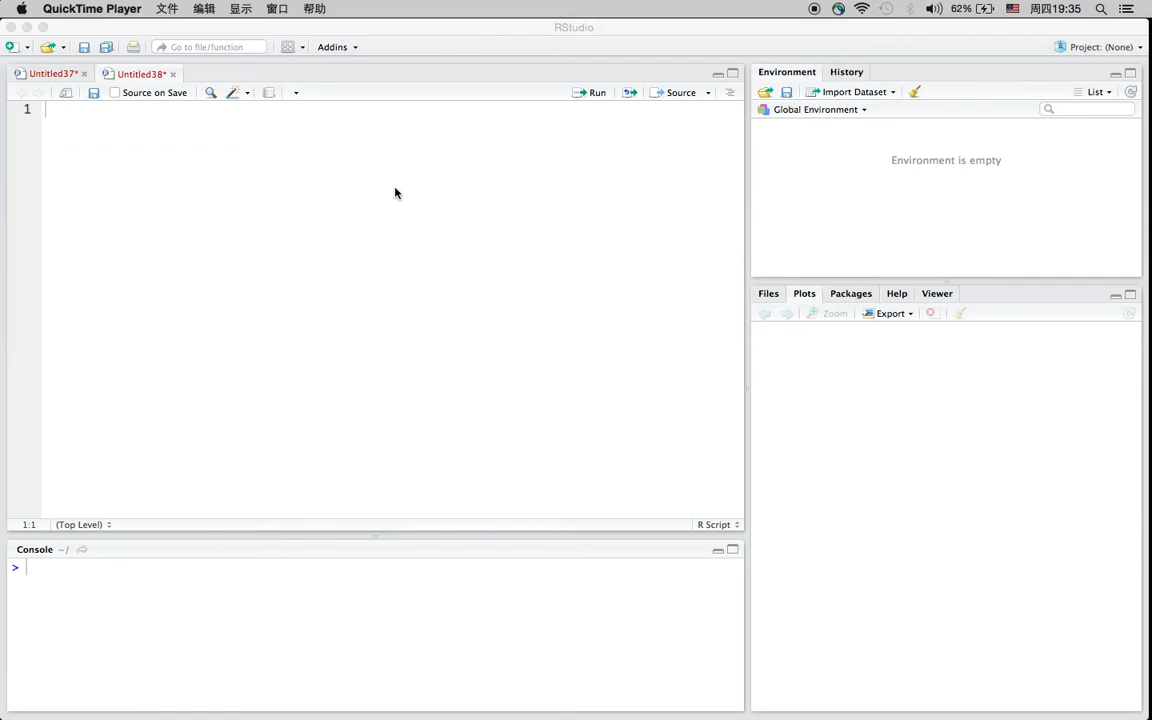 QuickTime Player 文件 编辑 显示 窗口 帮助 62% 周四19:35
RStudio
Go to file/function Addins Project: (None)
Untitled37* Untitled38*
Source on Save Run Source
1
1:1 (Top Level) R Script
Console ~/
>
Environment History
Import Dataset List
Global Environment
Environment is empty
Files Plots Packages Help Viewer
Zoom Export